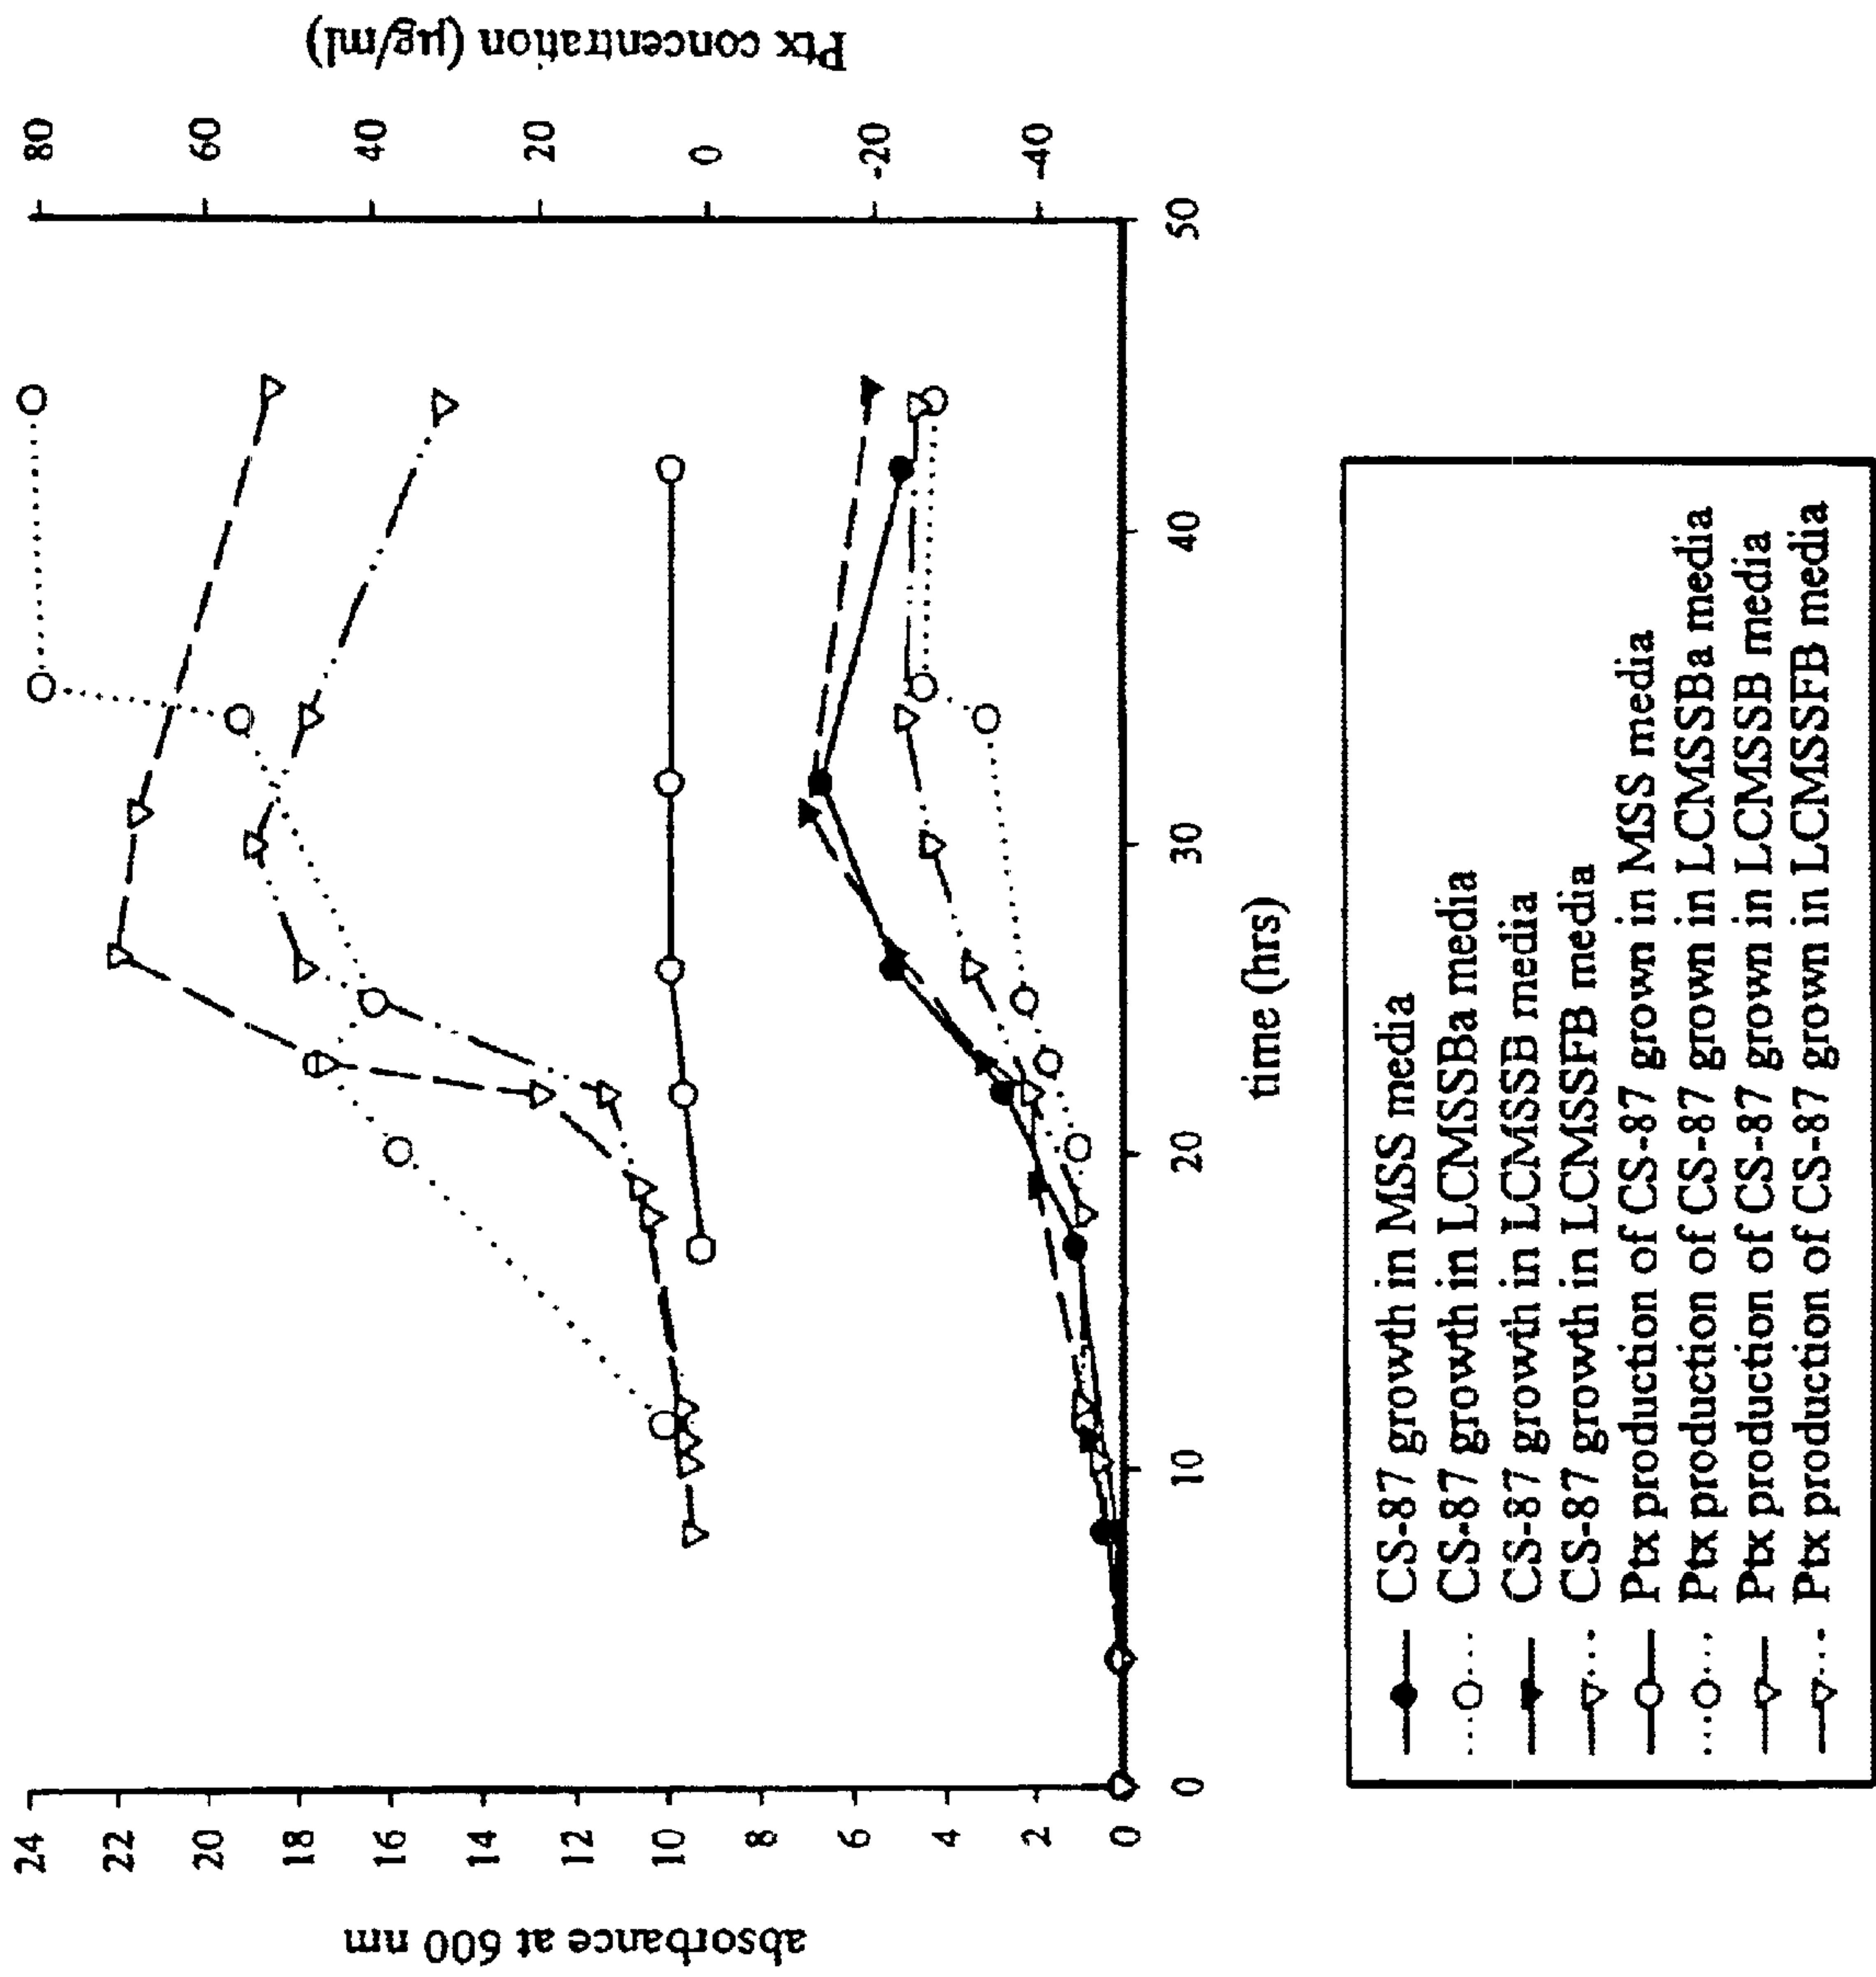 absorbance at 600 nm
24
22
20
18
16
14
12
10
8
6
4
2
0
0
10
20
30
40
50
time (hrs)
80
60
40
20
0
-20
-40
Ptx concentration (µg/ml)
CS-87 growth in MSS media
CS-87 growth in LCMSSBa media
CS-87 growth in LCMSSB media
CS-87 growth in LCMSSFB media
Ptx production of CS-87 grown in MSS media
Ptx production of CS-87 grown in LCMSSBa media
Ptx production of CS-87 grown in LCMSSB media
Ptx production of CS-87 grown in LCMSSFB media